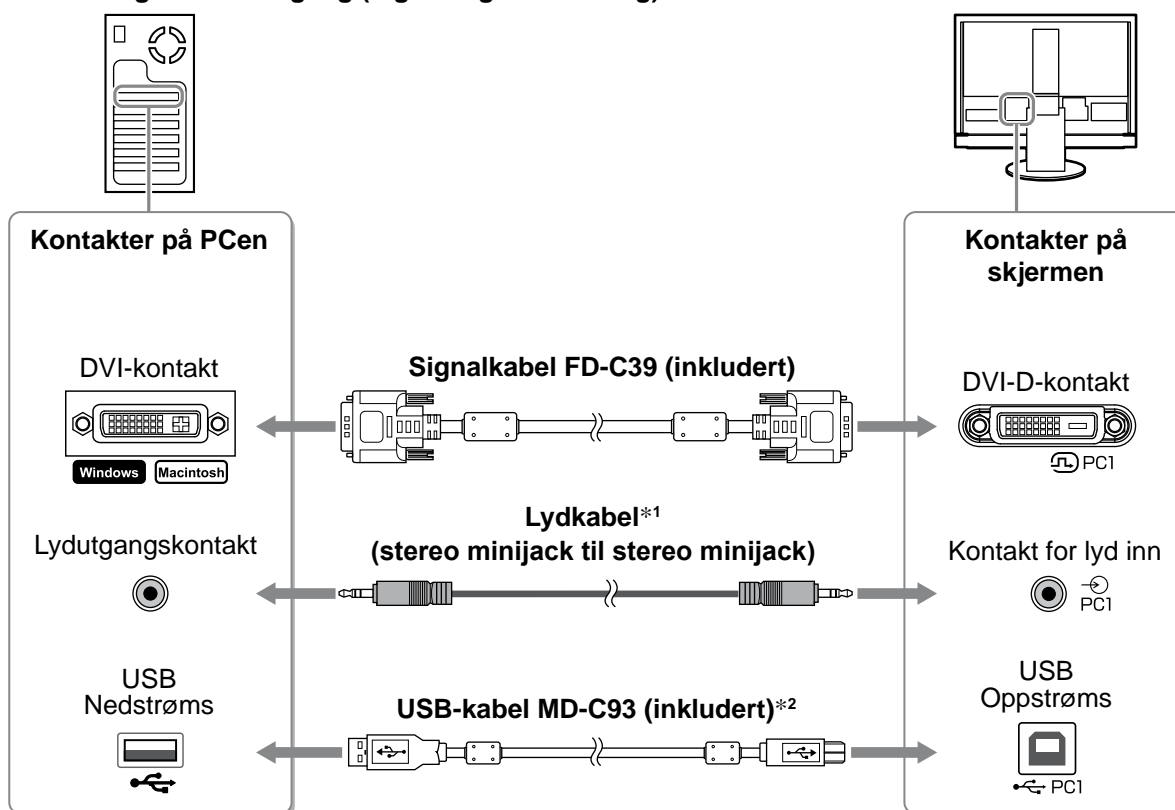 Kontakter på PCen
Kontakter på
skjermen
DVI-kontakt
Signalkabel FD-C39 (inkludert)
DVI-D-kontakt
Windows Macintosh
PC1
Lydutgangskontakt
Lydkabel*1
(stereo minijack til stereo minijack)
Kontakt for lyd inn
PC1
USB
Nedstrøms
USB-kabel MD-C93 (inkludert)*2
USB
Oppstrøms
PC1